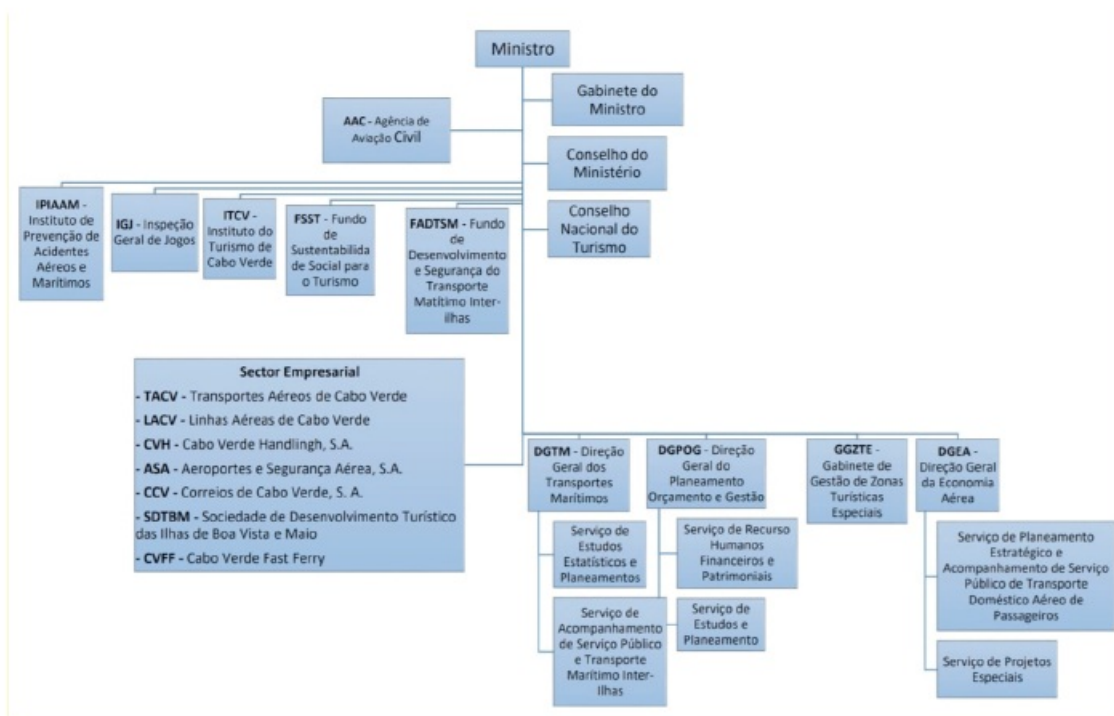 Ministro
Gabinete do
Ministro
AAC - Agência de
Aviação Civil
Conselho do
Ministério
Conselho
Nacional do
Turismo
IPIAAM -
Instituto de
Prevenção de
Acidentes
Aéreos e
Marítimos
IGJ - Inspeção
Geral de Jogos
ITCV -
Instituto do
Turismo de
Cabo Verde
FSST - Fundo
de
Sustentabilida
de Social para
o Turismo
FADTSM - Fundo
de
Desenvolvimento
e Segurança do
Transporte
Matítimo Inter-
ilhas
Sector Empresarial
- TACV - Transportes Aéreos de Cabo Verde
- LACV - Linhas Aéreas de Cabo Verde
- CVH - Cabo Verde Handlingh, S.A.
- ASA - Aeroportes e Segurança Aérea, S.A.
- CCV - Correios de Cabo Verde, S. A.
- SDTBM - Sociedade de Desenvolvimento Turístico
das Ilhas de Boa Vista e Maio
- CVFF - Cabo Verde Fast Ferry
DGTM - Direção
Geral dos
Transportes
Marítimos
DGPOG - Direção
Geral do
Planeamento
Orçamento e Gestão
GGZTE -
Gabinete de
Gestão de Zonas
Turísticas
Especiais
DGEA -
Direção Geral
da Economia
Aérea
Serviço de
Estudos
Estatísticos e
Planeamentos
Serviço de
Acompanhamento
de Serviço Público
e Transporte
Marítimo Inter-
Ilhas
Serviço de Recurso
Humanos
Financeiros e
Patrimoniais
Serviço de
Estudos e
Planeamento
Serviço de Planeamento
Estratégico e
Acompanhamento de Serviço
Público de Transporte
Doméstico Aéreo de
Passageiros
Serviço de Projetos
Especiais